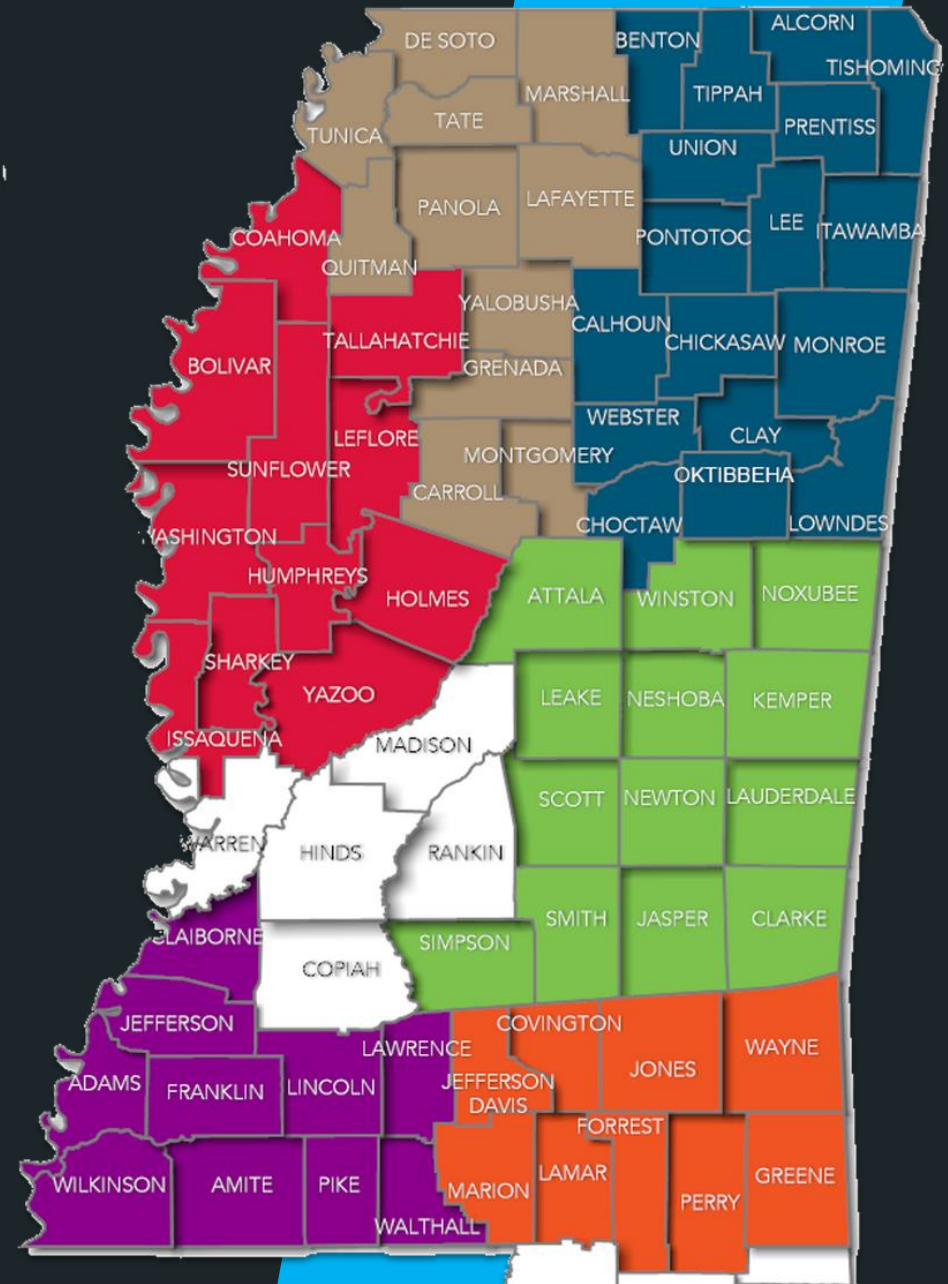 DE SOTO
BENTON
ALCORN
TISHOMING
MARSHALL
TIPPAH
TATE
TUNICA
PRENTISS
UNION
LAFAYETTE
PANOLA
LEE
ITAWAMBA
PONTOTOC
COAHOMA
QUITMAN
YALOBUSHA
CALHOUN
TALLAHATCHIE
CHICKASAW
MONROE
BOLIVAR
GRENADA
WEBSTER
LEFLORE
CLAY
MONTGOMERY
SUNFLOWER
OKTIBBEHA
CARROLL
CHOCTAW
LOWNDES
WASHINGTON
HUMPHREYS
HOLMES
ATTALA
WINSTON
NOXUBEE
SHARKEY
YAZOO
LEAKE
NESHOBA
KEMPER
ISSAQUENA
MADISON
SCOTT
NEWTON
LAUDERDALE
WARREN
HINDS
RANKIN
SMITH
JASPER
CLARKE
CLAIBORNE
SIMPSON
COPIAH
JEFFERSON
COVINGTON
LAWRENCE
WAYNE
JONES
ADAMS
FRANKLIN
LINCOLN
JEFFERSON
DAVIS
FORREST
LAMAR
GREENE
WILKINSON
AMITE
PIKE
MARION
PERRY
WALTHALL